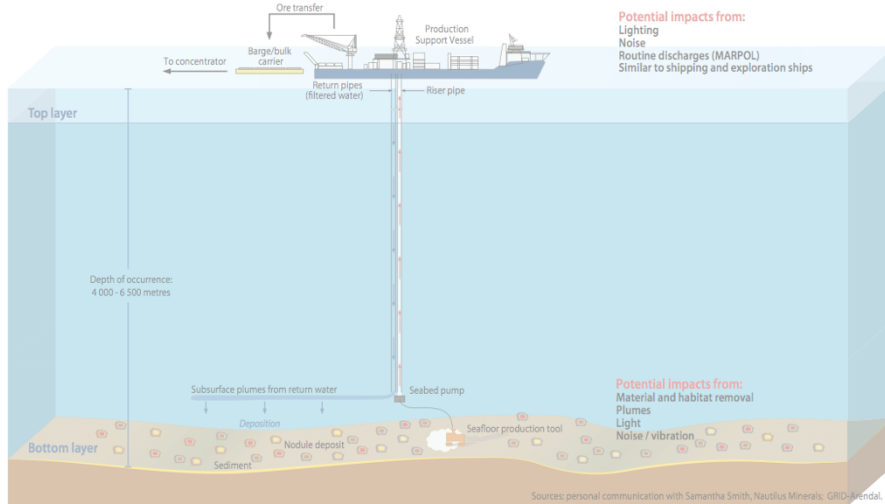 Ore transfer
Production
Support Vessel
Potential impacts from:
Lighting
Noise
Routine discharges (MARPOL)
Similar to shipping and exploration ships
To concentrator
Barge/bulk
carrier
Return pipes
(filtered water)
Riser pipe
Top layer
Depth of occurrence:
4 000 - 6 500 metres
Subsurface plumes from return water
Seabed pump
Deposition
Nodule deposit
Seafloor production tool
Bottom layer
Sediment
Potential impacts from:
Material and habitat removal
Plumes
Light
Noise / vibration
Sources: personal communication with Samantha Smith, Nautilus Minerals; GRID-Arendal.